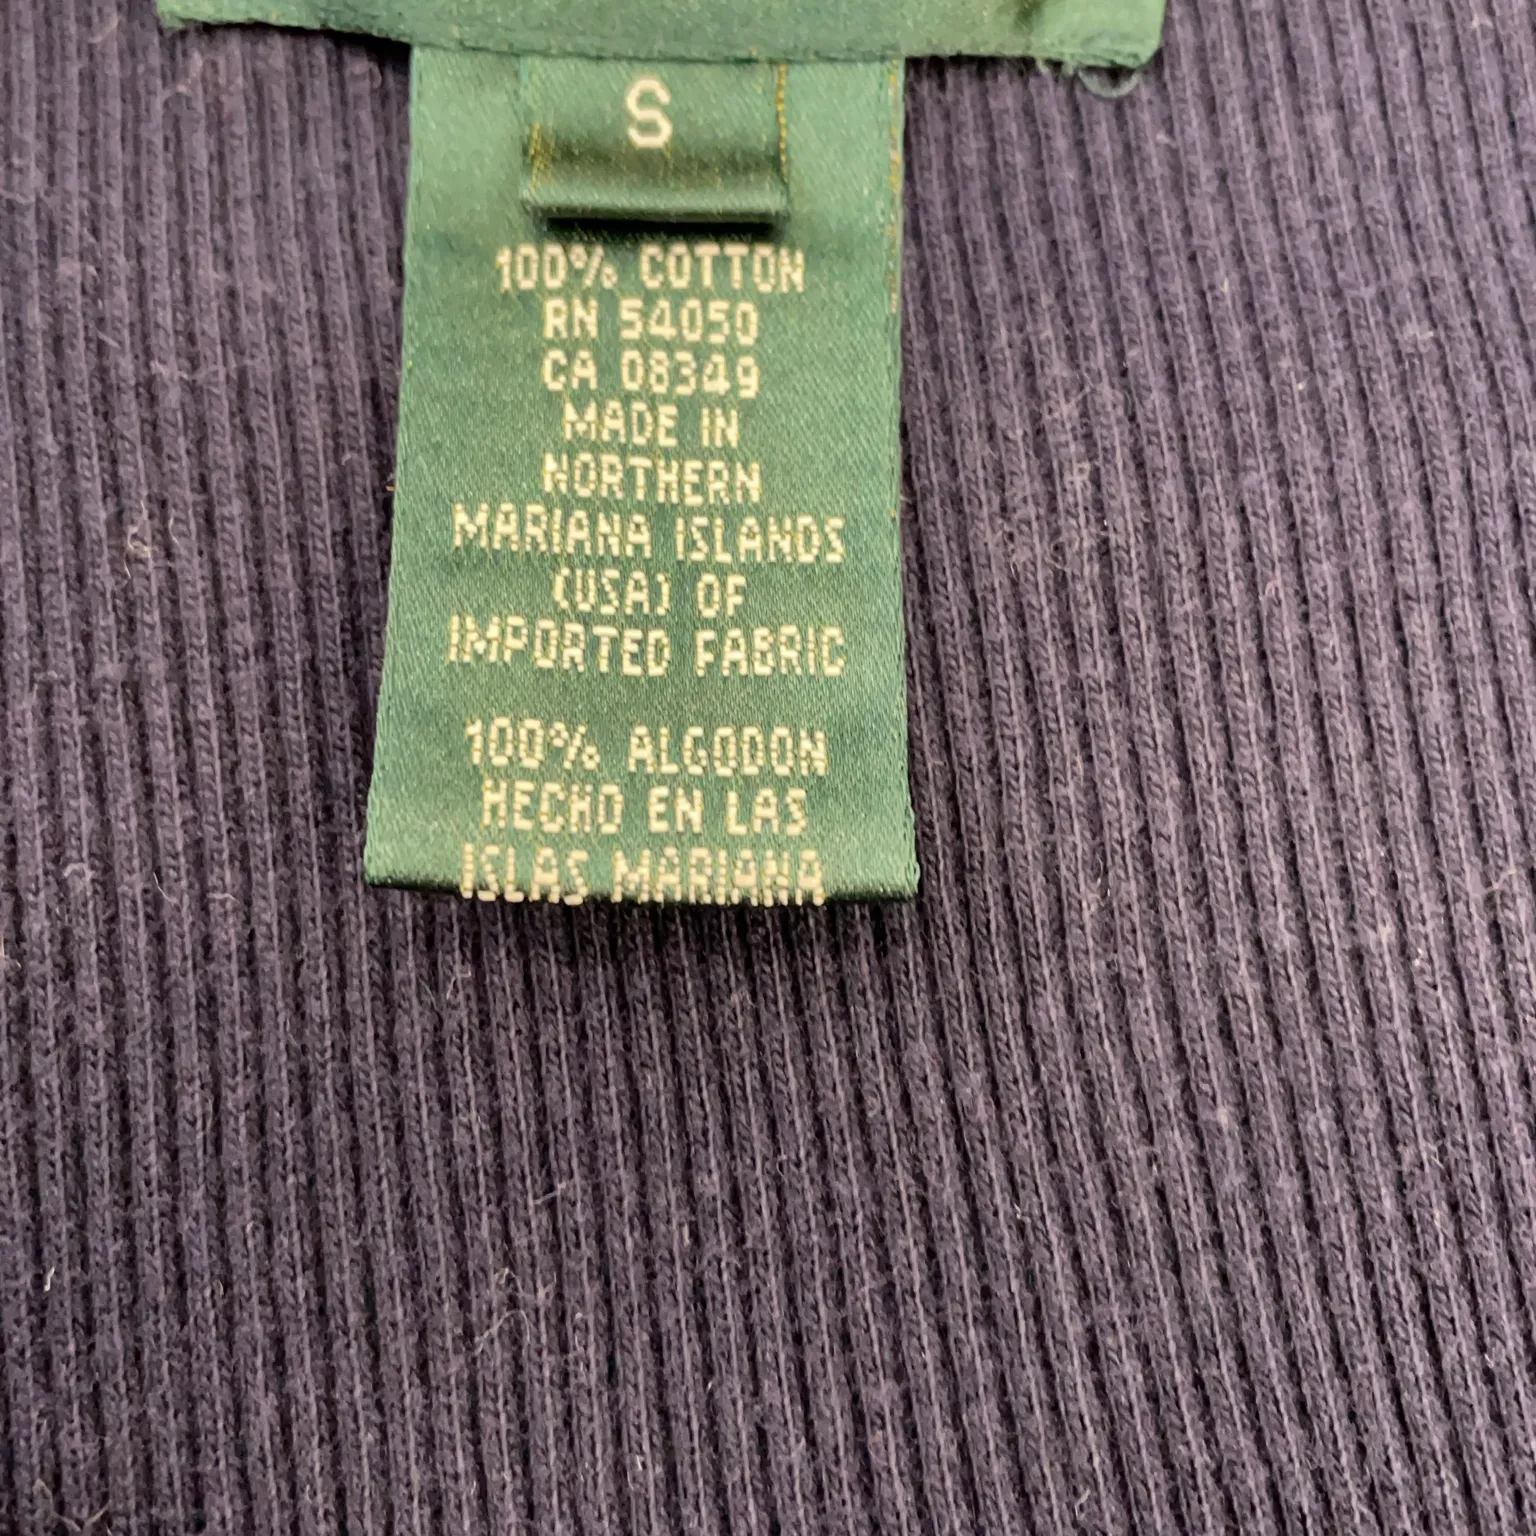 S
100% COTTON
RN 54050
CA 08349
MADE IN
NORTHERN
MARIANA ISLANDS
(USA) OF
IMPORTED FABRIC
100% ALGODON
HECHO EN LAS
ISLAS MARIANA